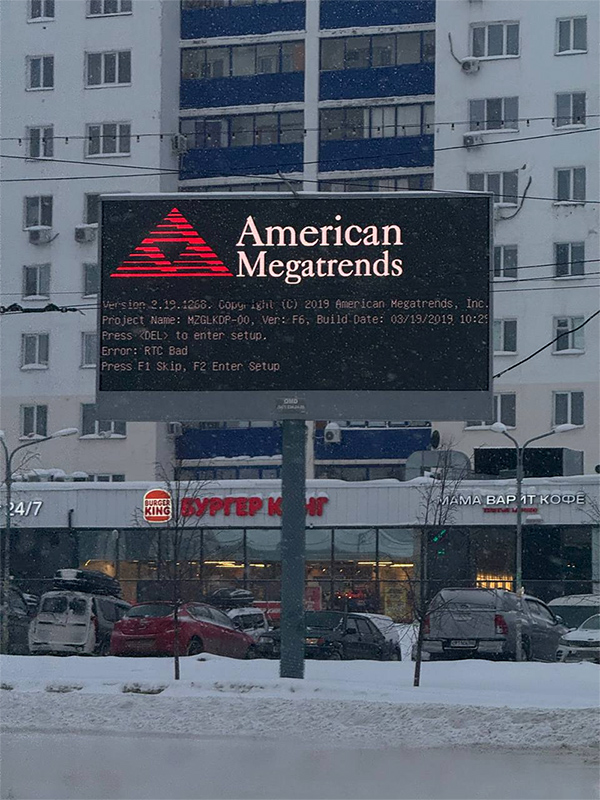 American
Megatrends
Version 2.19.1268. Copyright (C) 2019 American Megatrends, Inc.
Project Name: MZGLKDP-00, Ver: F6, Build Date: 03/19/2019 10:29
Press <DEL> to enter setup.
Error: RTC Bad
Press F1 Skip, F2 Enter Setup
24/7
BURGER
KING
БУРГЕР КИНГ
МАМА ВАРИТ КОФЕ